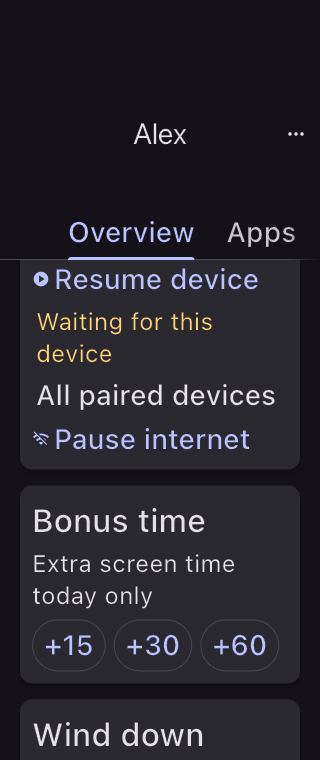 Alex
Overview Apps
Resume device
Waiting for this
device
All paired devices
Pause internet
Bonus time
Extra screen time
today only
+15 +30 +60
Wind down